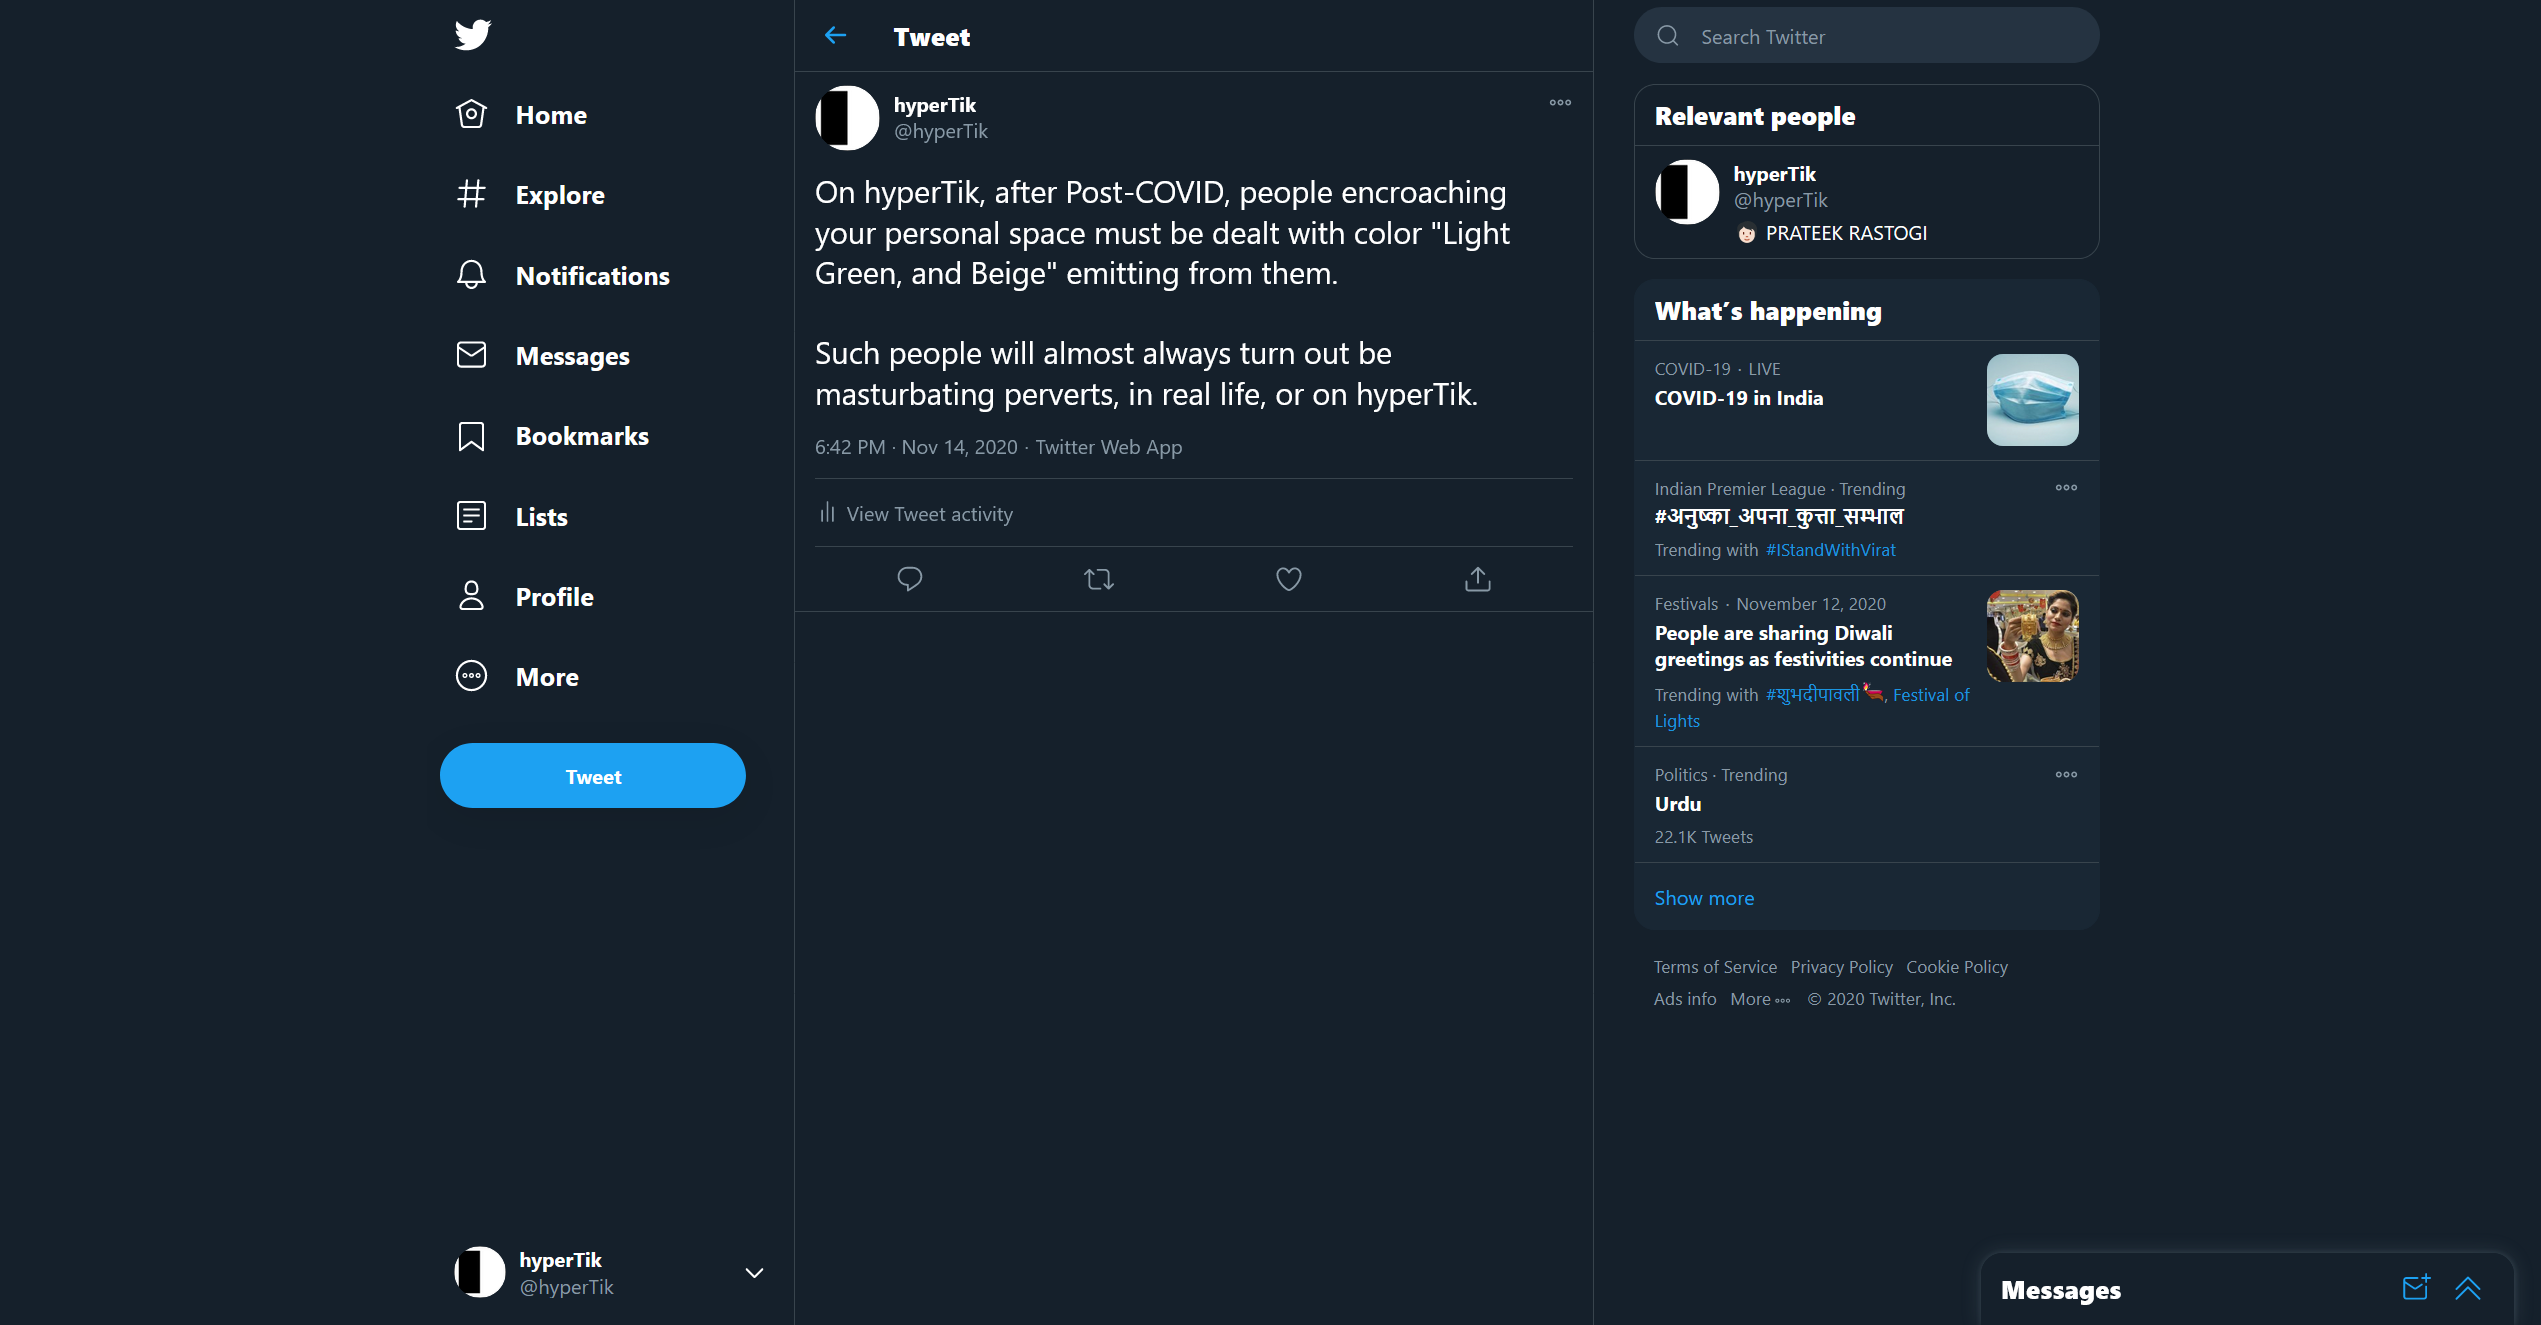 Home
Explore
Notifications
Messages
Bookmarks
Lists
Profile
More
Tweet
hyperTik
@hyperTik
Tweet
hyperTik
@hyperTik
On hyperTik, after Post-COVID, people encroaching
your personal space must be dealt with color "Light
Green, and Beige" emitting from them.
Such people will almost always turn out be
masturbating perverts, in real life, or on hyperTik.
6:42 PM · Nov 14, 2020 · Twitter Web App
View Tweet activity
Search Twitter
Relevant people
hyperTik
@hyperTik
PRATEEK RASTOGI
What's happening
COVID-19 · LIVE
COVID-19 in India
Indian Premier League · Trending
#अनुष्का_अपना_कुत्ता_सम्भाल
Trending with #IStandWithVirat
Festivals · November 12, 2020
People are sharing Diwali
greetings as festivities continue
Trending with #शुभदीपावली, Festival of
Lights
Politics · Trending
Urdu
22.1K Tweets
Show more
Terms of Service Privacy Policy Cookie Policy
Ads info More © 2020 Twitter, Inc.
Messages